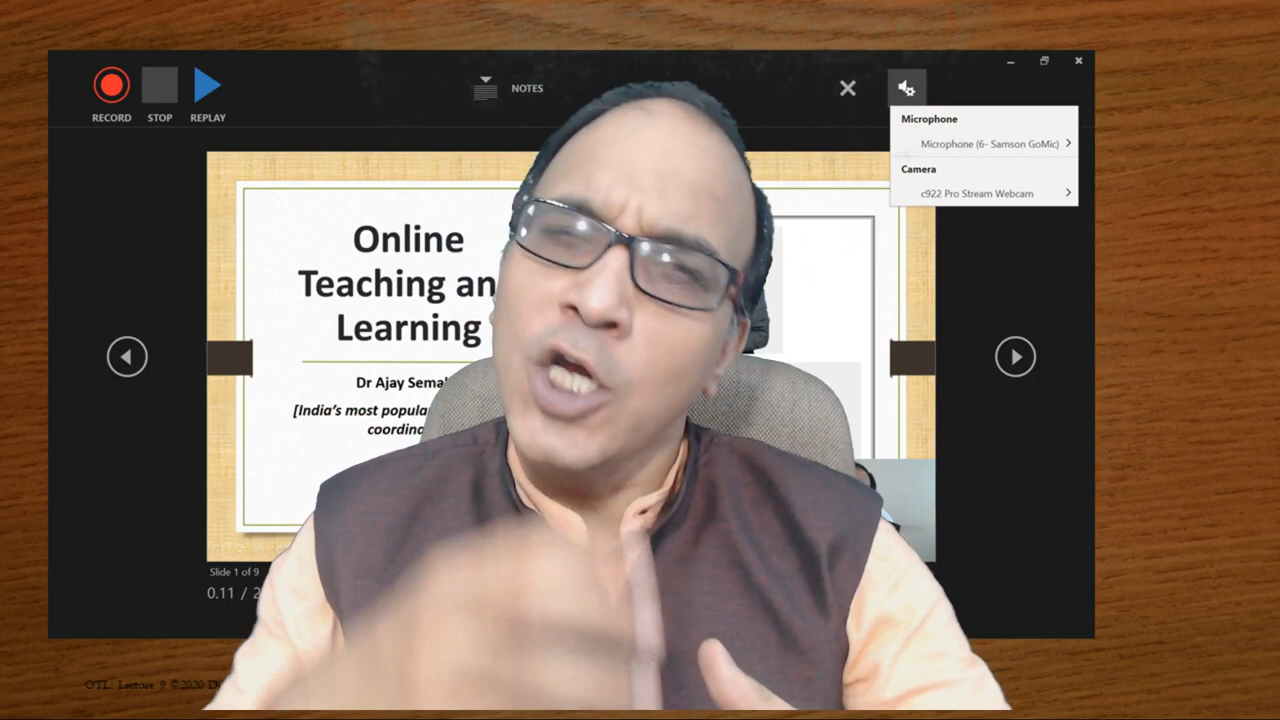 RECORD
STOP
REPLAY
NOTES
Microphone
Microphone (6- Samson GoMic)
Camera
c922 Pro Stream Webcam
Online
Teaching an
Learning
Dr Ajay Sema
[India's most popula
coordina
Slide 1 of 9
0.11 / 2
OTL: Lecture 9 ©2020 D